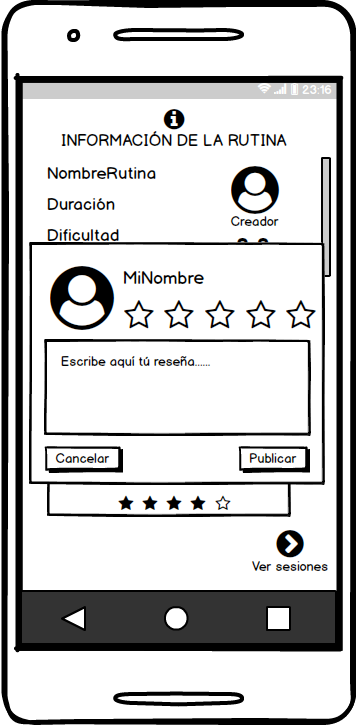 23:16
INFORMACIÓN DE LA RUTINA
NombreRutina
Creador
Duración
Dificultad
MiNombre
Escribe aquí tú reseña......
Cancelar
Publicar
Ver sesiones